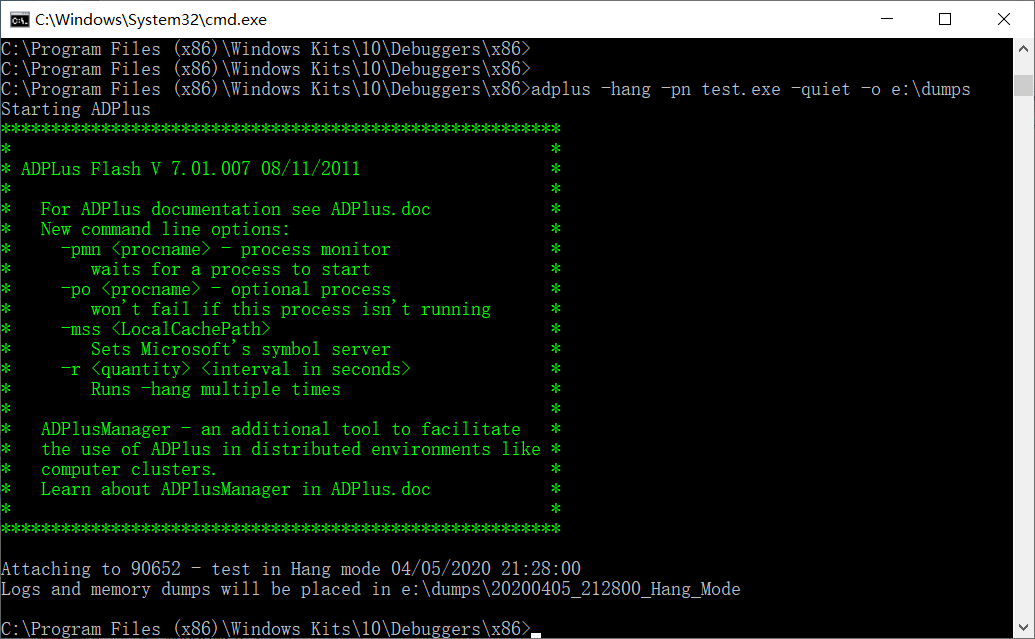 C:\Windows\System32\cmd.exe
C:\Program Files (x86)\Windows Kits\10\Debuggers\x86>
C:\Program Files (x86)\Windows Kits\10\Debuggers\x86>
C:\Program Files (x86)\Windows Kits\10\Debuggers\x86>adplus -hang -pn test.exe -quiet -o e:\dumps
Starting ADPlus
********************************************************
*                                                      *
* ADPLus Flash V 7.01.007 08/11/2011                   *
*                                                      *
*   For ADPlus documentation see ADPlus.doc            *
*   New command line options:                          *
*     -pmn <procname> - process monitor                *
*        waits for a process to start                  *
*     -po <procname> - optional process                *
*        won't fail if this process isn't running      *
*     -mss <LocalCachePath>                            *
*        Sets Microsoft's symbol server                *
*     -r <quantity> <interval in seconds>              *
*        Runs -hang multiple times                     *
*                                                      *
*   ADPlusManager - an additional tool to facilitate   *
*   the use of ADPlus in distributed environments like *
*   computer clusters.                                 *
*   Learn about ADPlusManager in ADPlus.doc            *
*                                                      *
********************************************************
Attaching to 90652 - test in Hang mode 04/05/2020 21:28:00
Logs and memory dumps will be placed in e:\dumps\20200405_212800_Hang_Mode
C:\Program Files (x86)\Windows Kits\10\Debuggers\x86>